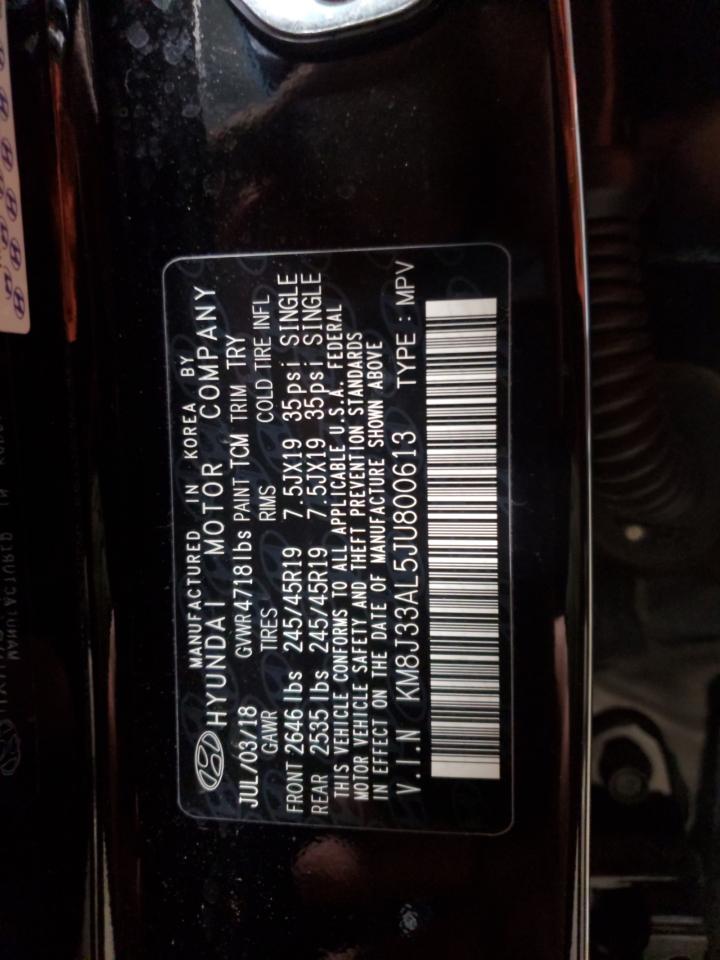 MANUFACTURED IN KOREA BY
HYUNDAI MOTOR COMPANY
JUL/03/18 GVWR4718lbs PAINT TCM TRIM TRY
GAWR TIRES RIMS COLD TIRE INFL
FRONT 2646 lbs 245/45R19 7.5JX19 35psi SINGLE
REAR 2535 lbs 245/45R19 7.5JX19 35psi SINGLE
THIS VEHICLE CONFORMS TO ALL APPLICABLE U.S.A. FEDERAL
MOTOR VEHICLE SAFETY AND THEFT PREVENTION STANDARDS
IN EFFECT ON THE DATE OF MANUFACTURE SHOWN ABOVE
V.I.N KM8J33AL5JU800613 TYPE : MPV